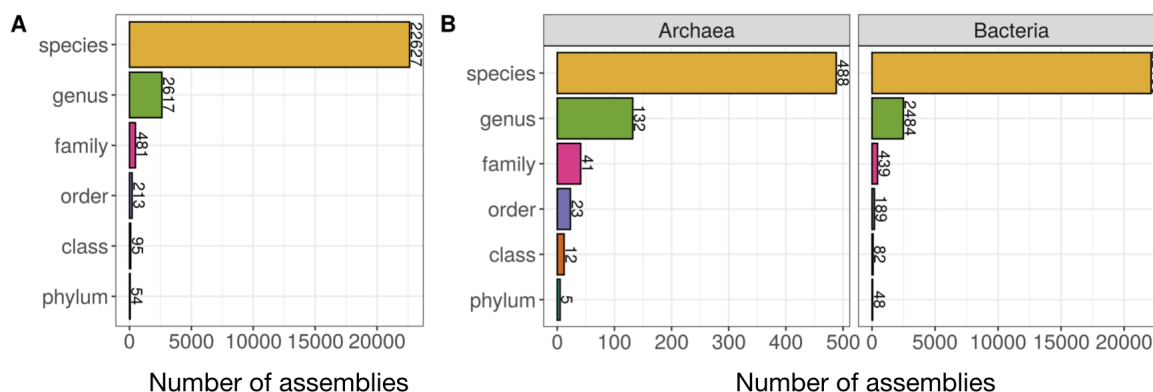 A
species
genus
family
order
class
phylum
22627
2617
481
213
95
54
0 5000 10000 15000 20000
Number of assemblies
B
Archaea
Bacteria
species
genus
family
order
class
phylum
488
132
41
23
12
5
2484
439
189
82
48
0 100 200 300 400 500
0 5000 10000 15000 20000
Number of assemblies